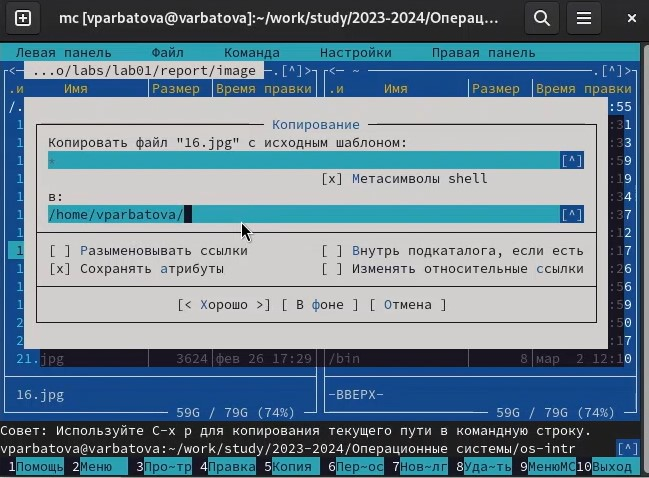 mc [vparbatova@varbatova]:~/work/study/2023-2024/Операц...
Левая панель Файл Команда Настройки Правая панель
<— ...o/labs/lab01/report/image —.[^]> <— ~ —.[^]>
.и Имя Размер Время правки .и Имя Размер Время правки
/. :55
Копирование
Копировать файл "16.jpg" с исходным шаблоном:
* [^]
[x] Метасимволы shell
в:
/home/vparbatova/ [^]
[ ] Разыменовывать ссылки [ ] Внутрь подкаталога, если есть
[x] Сохранять атрибуты [ ] Изменять относительные ссылки
[< Хорошо >] [ В фоне ] [ Отмена ]
21.jpg 3624 фев 26 17:29 /bin 8 мар 2 12:10
16.jpg -ВВЕРХ-
59G / 79G (74%) 59G / 79G (74%)
Совет: Используйте C-x p для копирования текущего пути в командную строку.
vparbatova@varbatova:~/work/study/2023-2024/Операционные системы/os-intr [^]
1Помощь 2Меню 3Про~тр 4Правка 5Копия 6Пер~ос 7Нов~лг 8Уда~ть 9МенюMC 10Выход